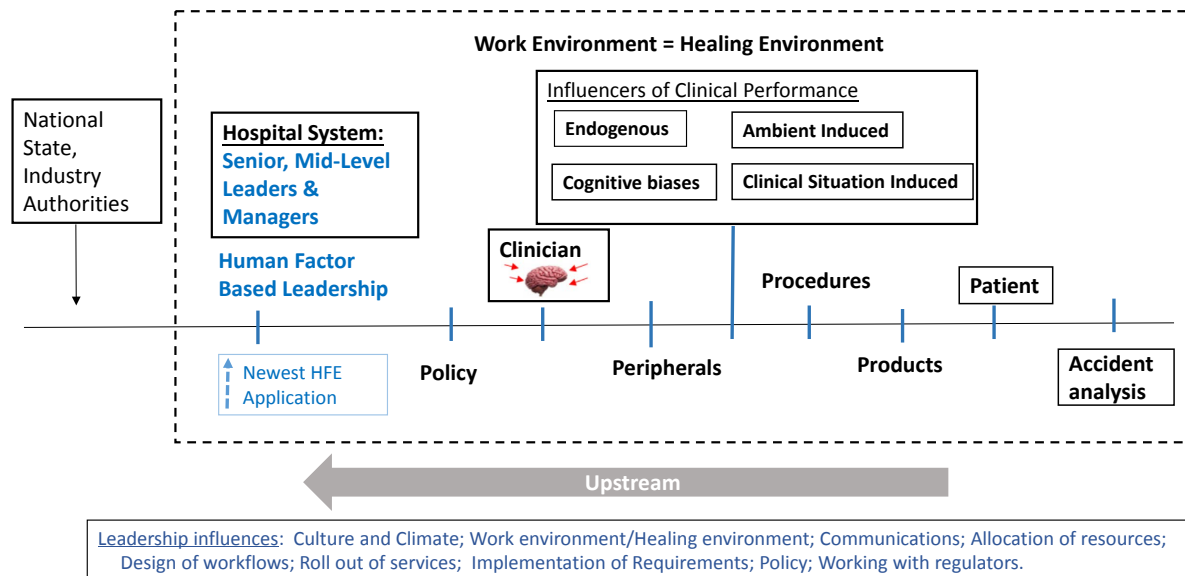 Work Environment = Healing Environment
National
State,
Industry
Authorities
Hospital System:
Senior, Mid-Level
Leaders &
Managers
Human Factor
Based Leadership
Influencers of Clinical Performance
Endogenous
Ambient Induced
Cognitive biases
Clinical Situation Induced
Clinician
Procedures
Patient
Newest HFE
Application
Policy
Peripherals
Products
Accident
analysis
Upstream
Leadership influences: Culture and Climate; Work environment/Healing environment; Communications; Allocation of resources;
Design of workflows; Roll out of services; Implementation of Requirements; Policy; Working with regulators.